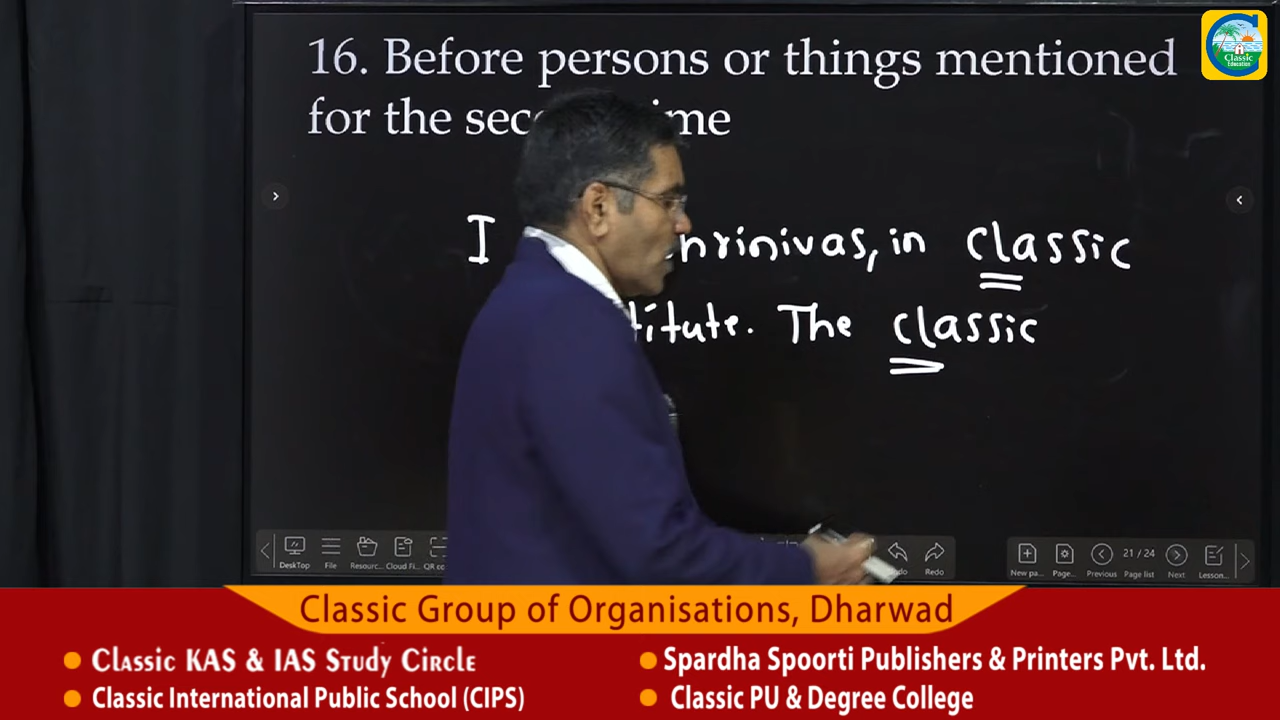 16. Before persons or things mentioned
for the me
I nrinivas, in classic
titute. The classic
Classic
Education
DeskTop File Resourc... Cloud Fi... Redo New pa... Page... Previous 21 / 24 Page list Next Lesson...
Classic Group of Organisations, Dharwad
Classic KAS & IAS Study Circle
Spardha Spoorti Publishers & Printers Pvt. Ltd.
Classic International Public School (CIPS)
Classic PU & Degree College